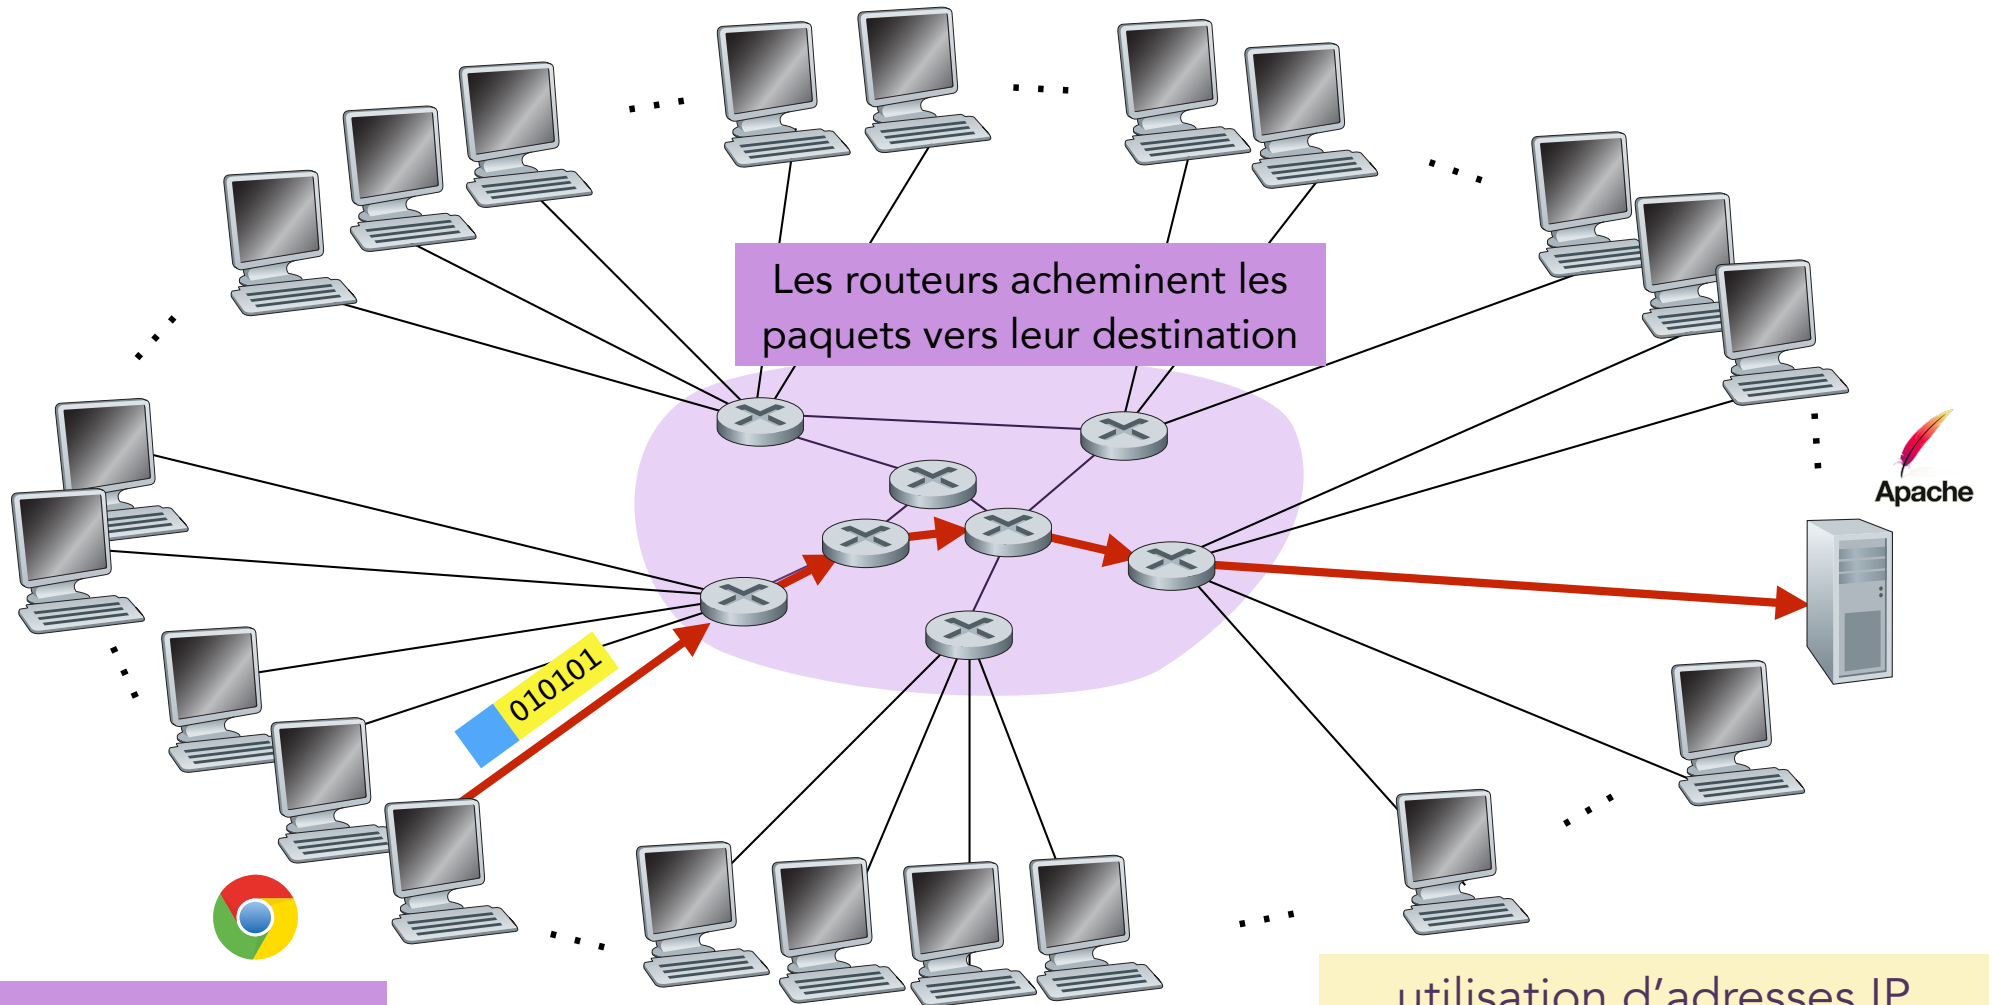 Les routeurs acheminent les
paquets vers leur destination
Apache
010101
utilisation d'adresses IP